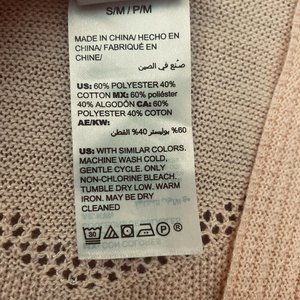 S/M / P/M
MADE IN CHINA/ HECHO EN
CHINA/ FABRIQUÉ EN
CHINE/
صنع في الصين
US: 60% POLYESTER 40%
COTTON MX: 60% poliéster
40% ALGODÓN CA: 60%
POLYESTER 40% COTON
AE/KW:
60% بوليستر 40% القطن
US: WITH SIMILAR COLORS.
MACHINE WASH COLD,
GENTLE CYCLE. ONLY
NON-CHLORINE BLEACH.
TUMBLE DRY LOW. WARM
IRON. MAY BE DRY
CLEANED
30
P